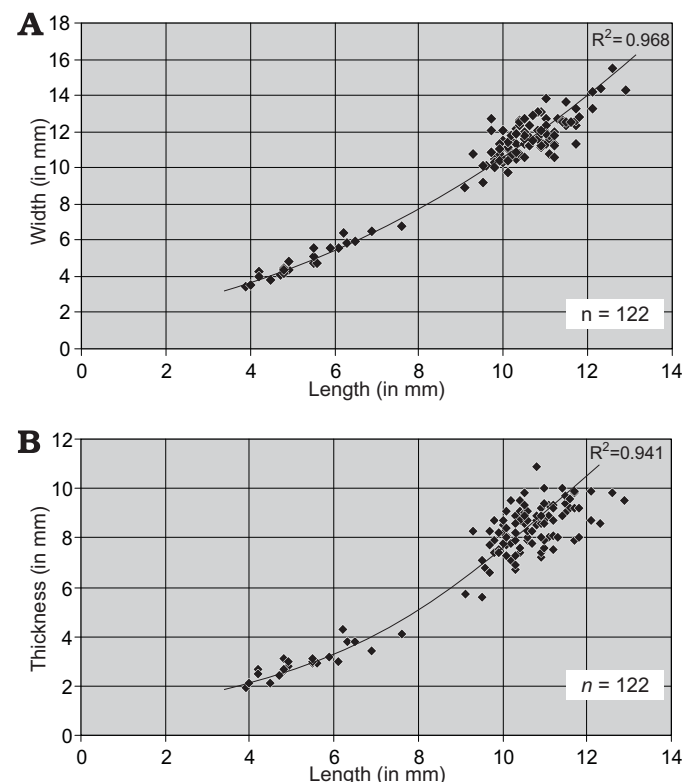 A
18
R²=0.968
16
14
12
10
8
6
4
2
0
Width (in mm)
n = 122
0 2 4 6 8 10 12 14
Length (in mm)
B
12
R²=0.941
10
8
6
4
2
0
Thickness (in mm)
n = 122
0 2 4 6 8 10 12 14
Length (in mm)